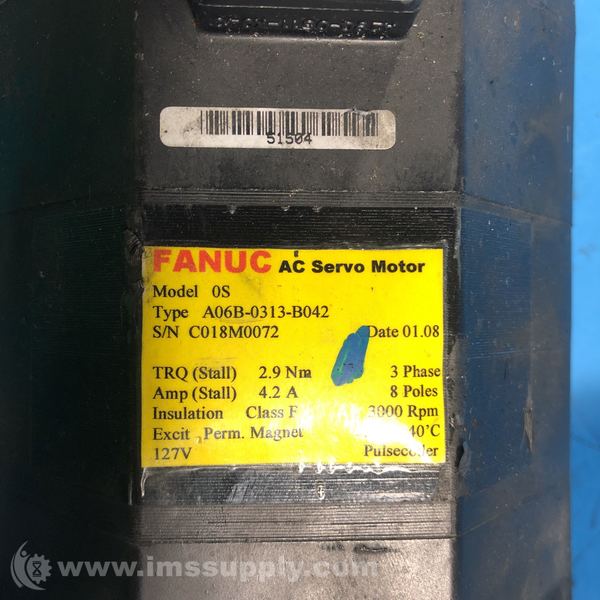 51504
FANUC AC Servo Motor
Model 0S
Type A06B-0313-B042
S/N C018M0072 Date 01.08
TRQ (Stall) 2.9 Nm 3 Phase
Amp (Stall) 4.2 A 8 Poles
Insulation Class F 3000 Rpm
Excit Perm. Magnet 40°C
127V Pulsecoder
www.imssupply.com